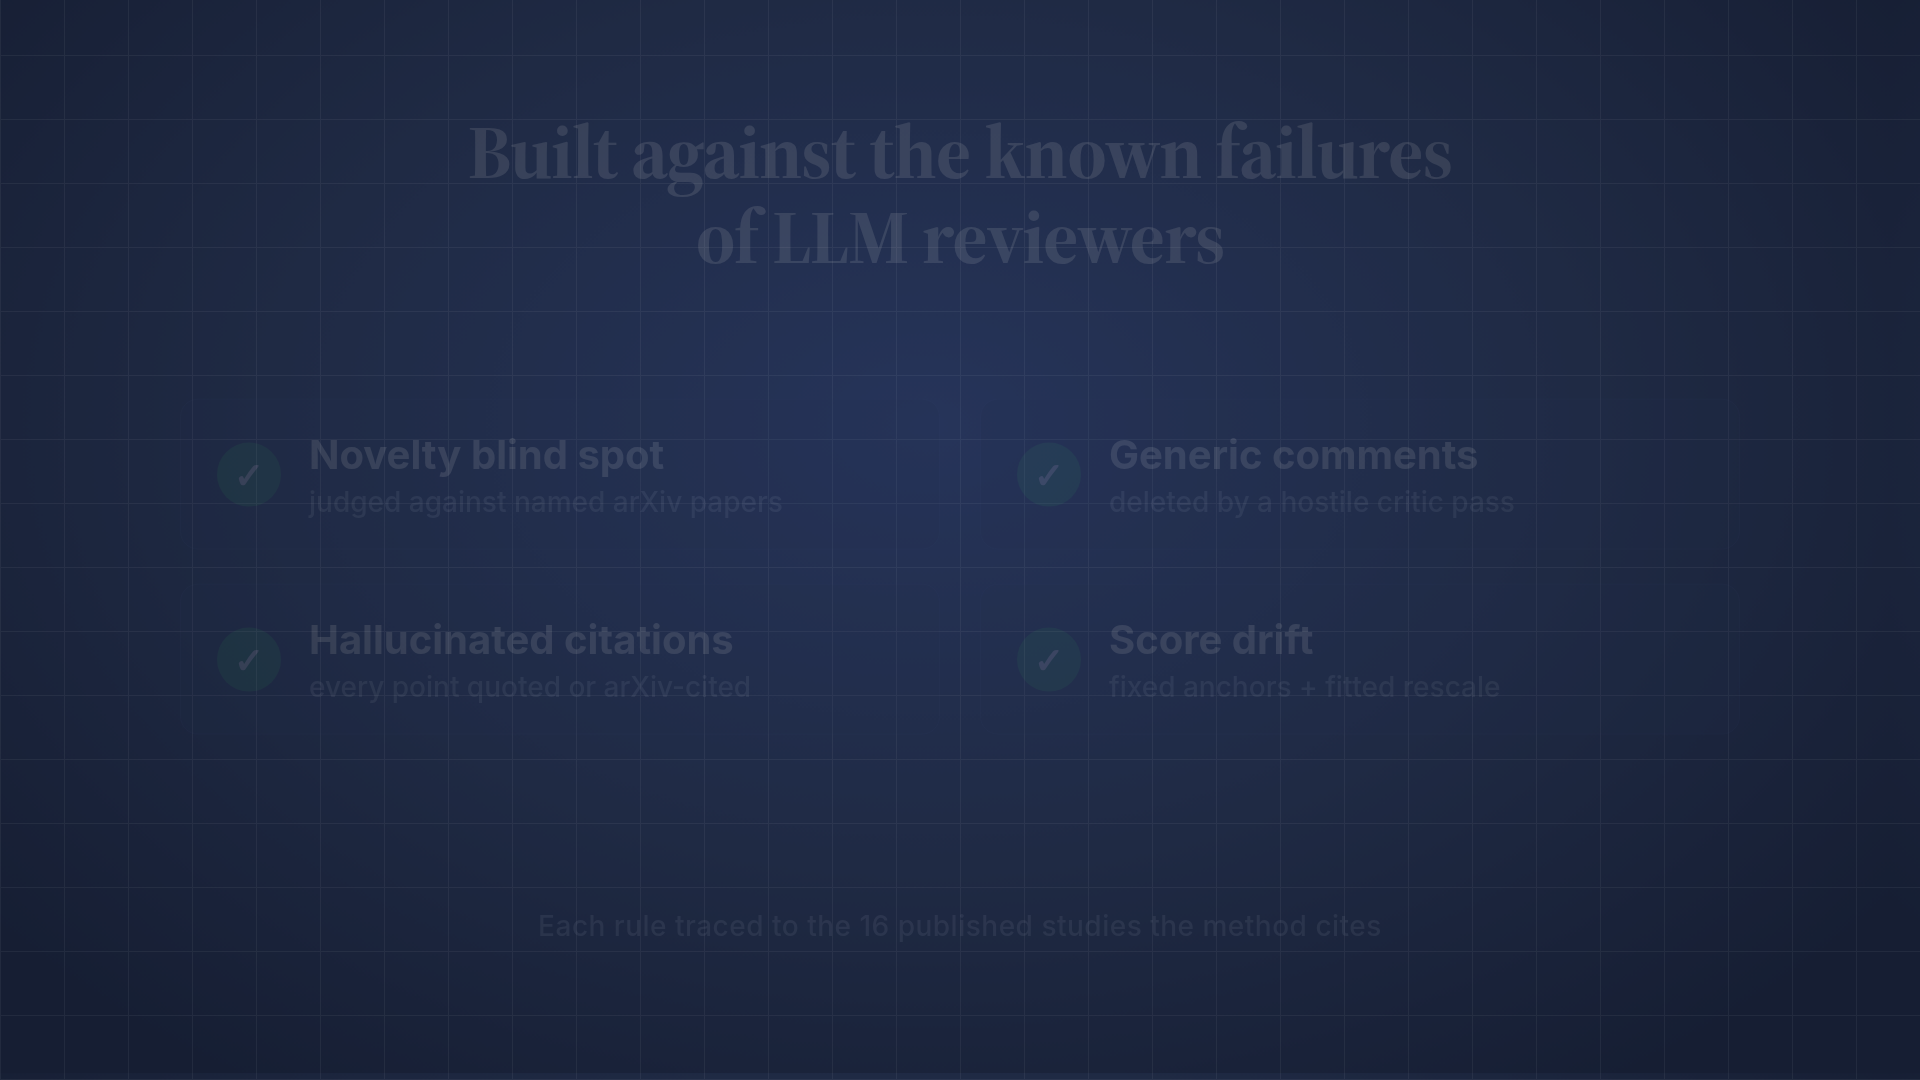 Built against the known failures
of LLM reviewers
✓ Novelty blind spot
judged against named arXiv papers
✓ Generic comments
deleted by a hostile critic pass
✓ Hallucinated citations
every point quoted or arXiv-cited
✓ Score drift
fixed anchors + fitted rescale
Each rule traced to the 16 published studies the method cites